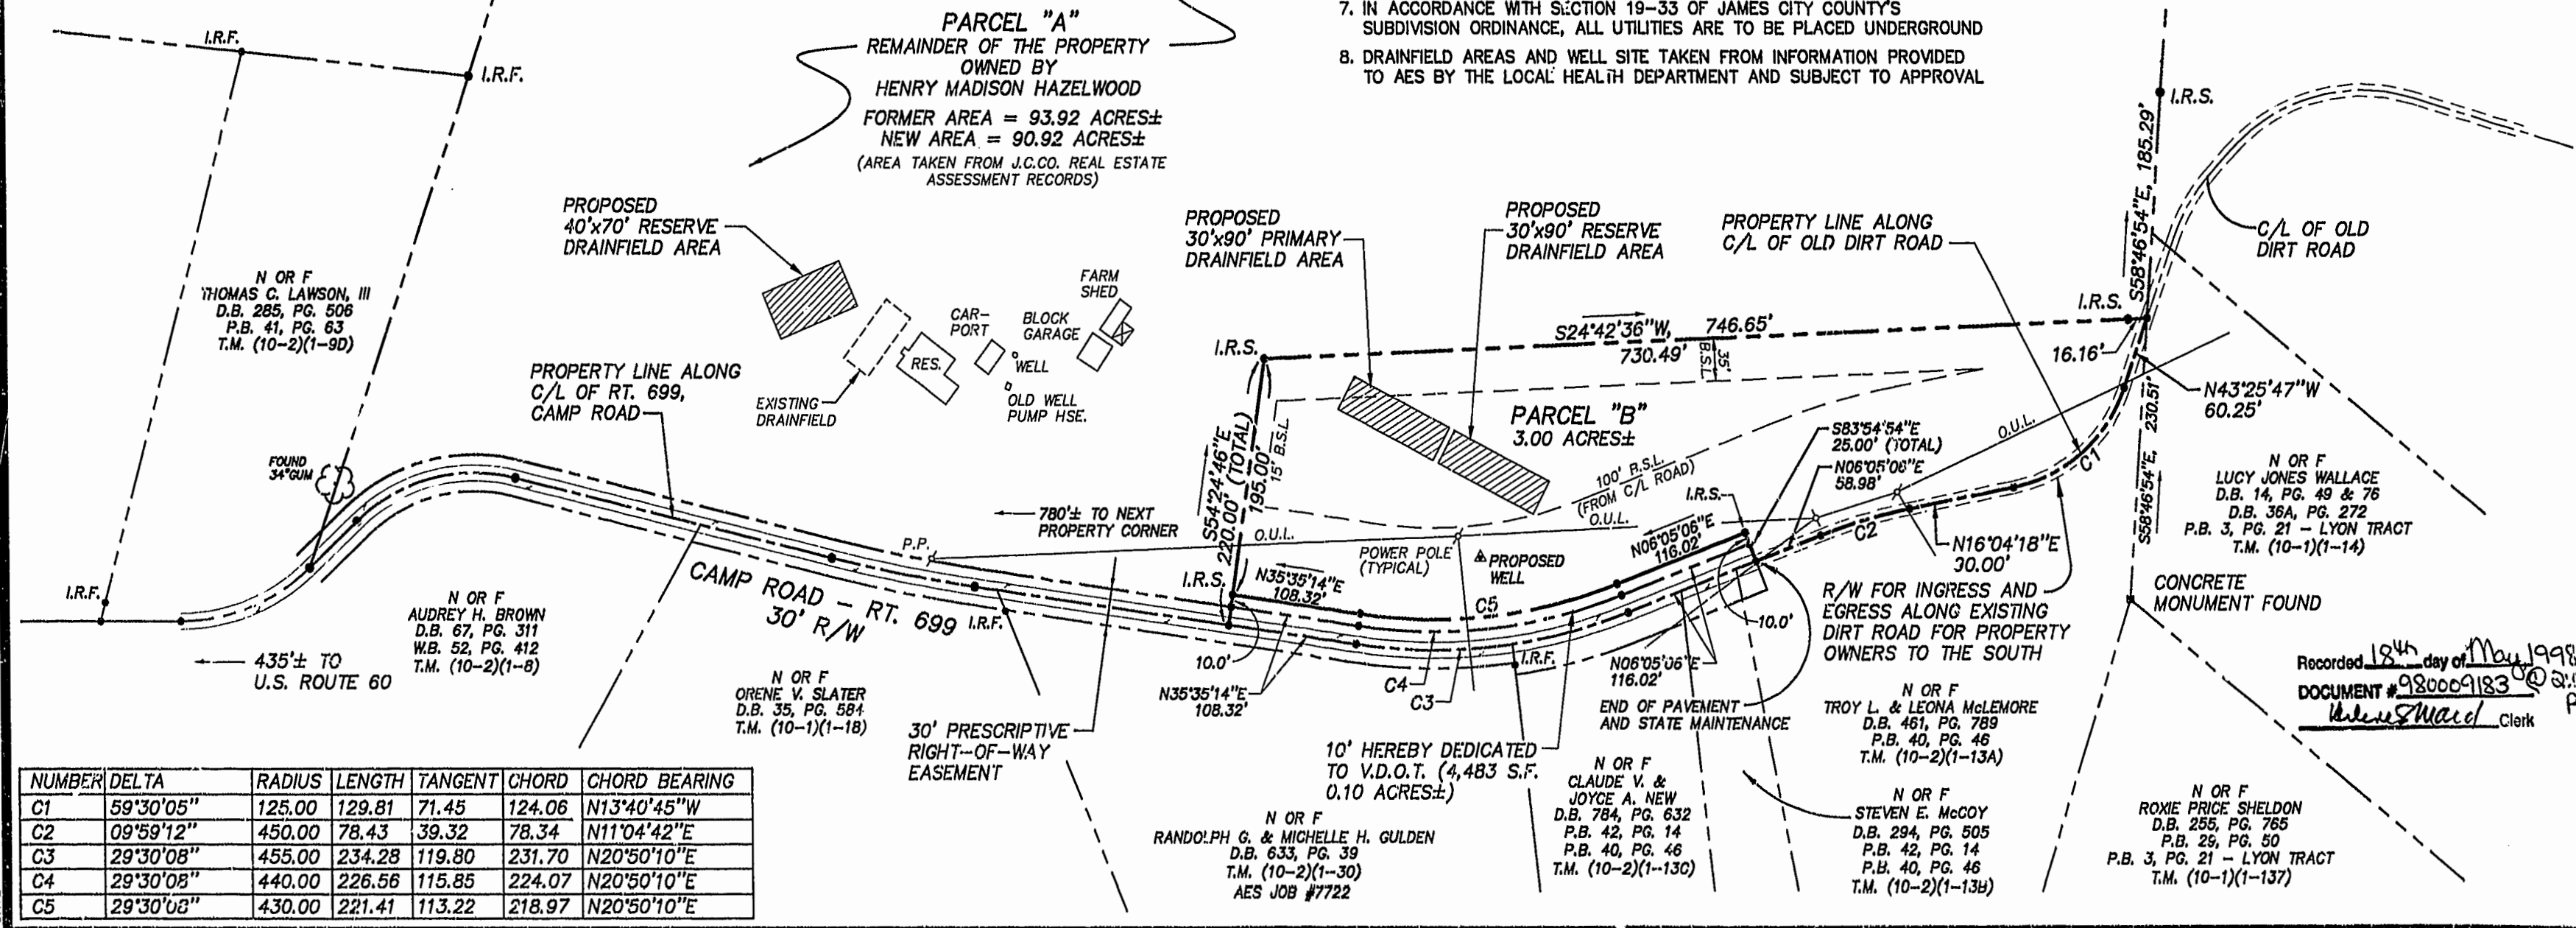 7. IN ACCORDANCE WITH SECTION 19-33 OF JAMES CITY COUNTY'S
SUBDIVISION ORDINANCE, ALL UTILITIES ARE TO BE PLACED UNDERGROUND
8. DRAINFIELD AREAS AND WELL SITE TAKEN FROM INFORMATION PROVIDED
TO AES BY THE LOCAL HEALTH DEPARTMENT AND SUBJECT TO APPROVAL
PARCEL "A"
REMAINDER OF THE PROPERTY
OWNED BY
HENRY MADISON HAZELWOOD
FORMER AREA = 93.92 ACRES±
NEW AREA = 90.92 ACRES±
(AREA TAKEN FROM J.C.CO. REAL ESTATE
ASSESSMENT RECORDS)
I.R.F.
I.R.F.
I.R.S.
S58°46'54"E, 185.29'
C/L OF OLD
DIRT ROAD
PROPOSED
40'x70' RESERVE
DRAINFIELD AREA
PROPOSED
30'x90' PRIMARY
DRAINFIELD AREA
PROPOSED
30'x90' RESERVE
DRAINFIELD AREA
PROPERTY LINE ALONG
C/L OF OLD DIRT ROAD
N OR F
THOMAS C. LAWSON, III
D.B. 285, PG. 506
P.B. 41, PG. 63
T.M. (10-2)(1-9D)
FARM
SHED
CAR-
PORT
BLOCK
GARAGE
WELL
RES.
OLD WELL
PUMP HSE.
EXISTING
DRAINFIELD
PROPERTY LINE ALONG
C/L OF RT. 699,
CAMP ROAD
FOUND
34"GUM
I.R.S.
S24°42'36"W, 746.65'
730.49'
35'
B.S.L.
I.R.S.
16.16'
N43°25'47"W
60.25'
S58°46'54"E, 230.51'
PARCEL "B"
3.00 ACRES±
S54°24'46"E
220.00' (TOTAL)
195.00'
15' B.S.L.
100' B.S.L.
(FROM C/L ROAD)
S83°54'54"E
25.00' (TOTAL)
N06°05'06"E
58.98'
I.R.S.
O.U.L.
O.U.L.
O.U.L.
C1
C2
N16°04'18"E
30.00'
780'± TO NEXT
PROPERTY CORNER
P.P.
POWER POLE
(TYPICAL)
PROPOSED
WELL
N06°05'06"E
116.02'
I.R.S.
N35°35'14"E
108.32'
C5
CAMP ROAD - RT. 699
30' R/W
I.R.F.
I.R.F.
10.0'
N35°35'14"E
108.32'
C4
C3
I.R.F.
N06°05'06"E
116.02'
10.0'
R/W FOR INGRESS AND
EGRESS ALONG EXISTING
DIRT ROAD FOR PROPERTY
OWNERS TO THE SOUTH
N OR F
LUCY JONES WALLACE
D.B. 14, PG. 49 & 76
D.B. 36A, PG. 272
P.B. 3, PG. 21 - LYON TRACT
T.M. (10-1)(1-14)
CONCRETE
MONUMENT FOUND
435'± TO
U.S. ROUTE 60
N OR F
AUDREY H. BROWN
D.B. 67, PG. 311
W.B. 52, PG. 412
T.M. (10-2)(1-8)
N OR F
ORENE V. SLATER
D.B. 35, PG. 584
T.M. (10-1)(1-1B)
30' PRESCRIPTIVE
RIGHT-OF-WAY
EASEMENT
10' HEREBY DEDICATED
TO V.D.O.T. (4,483 S.F.
0.10 ACRES±)
END OF PAVEMENT
AND STATE MAINTENANCE
N OR F
RANDOLPH G. & MICHELLE H. GULDEN
D.B. 633, PG. 39
T.M. (10-2)(1-30)
AES JOB #7722
N OR F
CLAUDE V. &
JOYCE A. NEW
D.B. 784, PG. 632
P.B. 42, PG. 14
P.B. 40, PG. 46
T.M. (10-2)(1-13C)
N OR F
TROY L. & LEONA McLEMORE
D.B. 461, PG. 789
P.B. 40, PG. 46
T.M. (10-2)(1-13A)
N OR F
STEVEN E. McCOY
D.B. 294, PG. 505
P.B. 42, PG. 14
P.B. 40, PG. 46
T.M. (10-2)(1-13B)
N OR F
ROXIE PRICE SHELDON
D.B. 255, PG. 765
P.B. 29, PG. 50
P.B. 3, PG. 21 - LYON TRACT
T.M. (10-1)(1-137)
Recorded 18th day of May, 1998
DOCUMENT # 980009183
Clerk
NUMBER DELTA RADIUS LENGTH TANGENT CHORD CHORD BEARING
C1 59°30'05" 125.00 129.81 71.45 124.06 N13°40'45"W
C2 09°59'12" 450.00 78.43 39.32 78.34 N11°04'42"E
C3 29°30'08" 455.00 234.28 119.80 231.70 N20°50'10"E
C4 29°30'08" 440.00 226.56 115.85 224.07 N20°50'10"E
C5 29°30'08" 430.00 221.41 113.22 218.97 N20°50'10"E